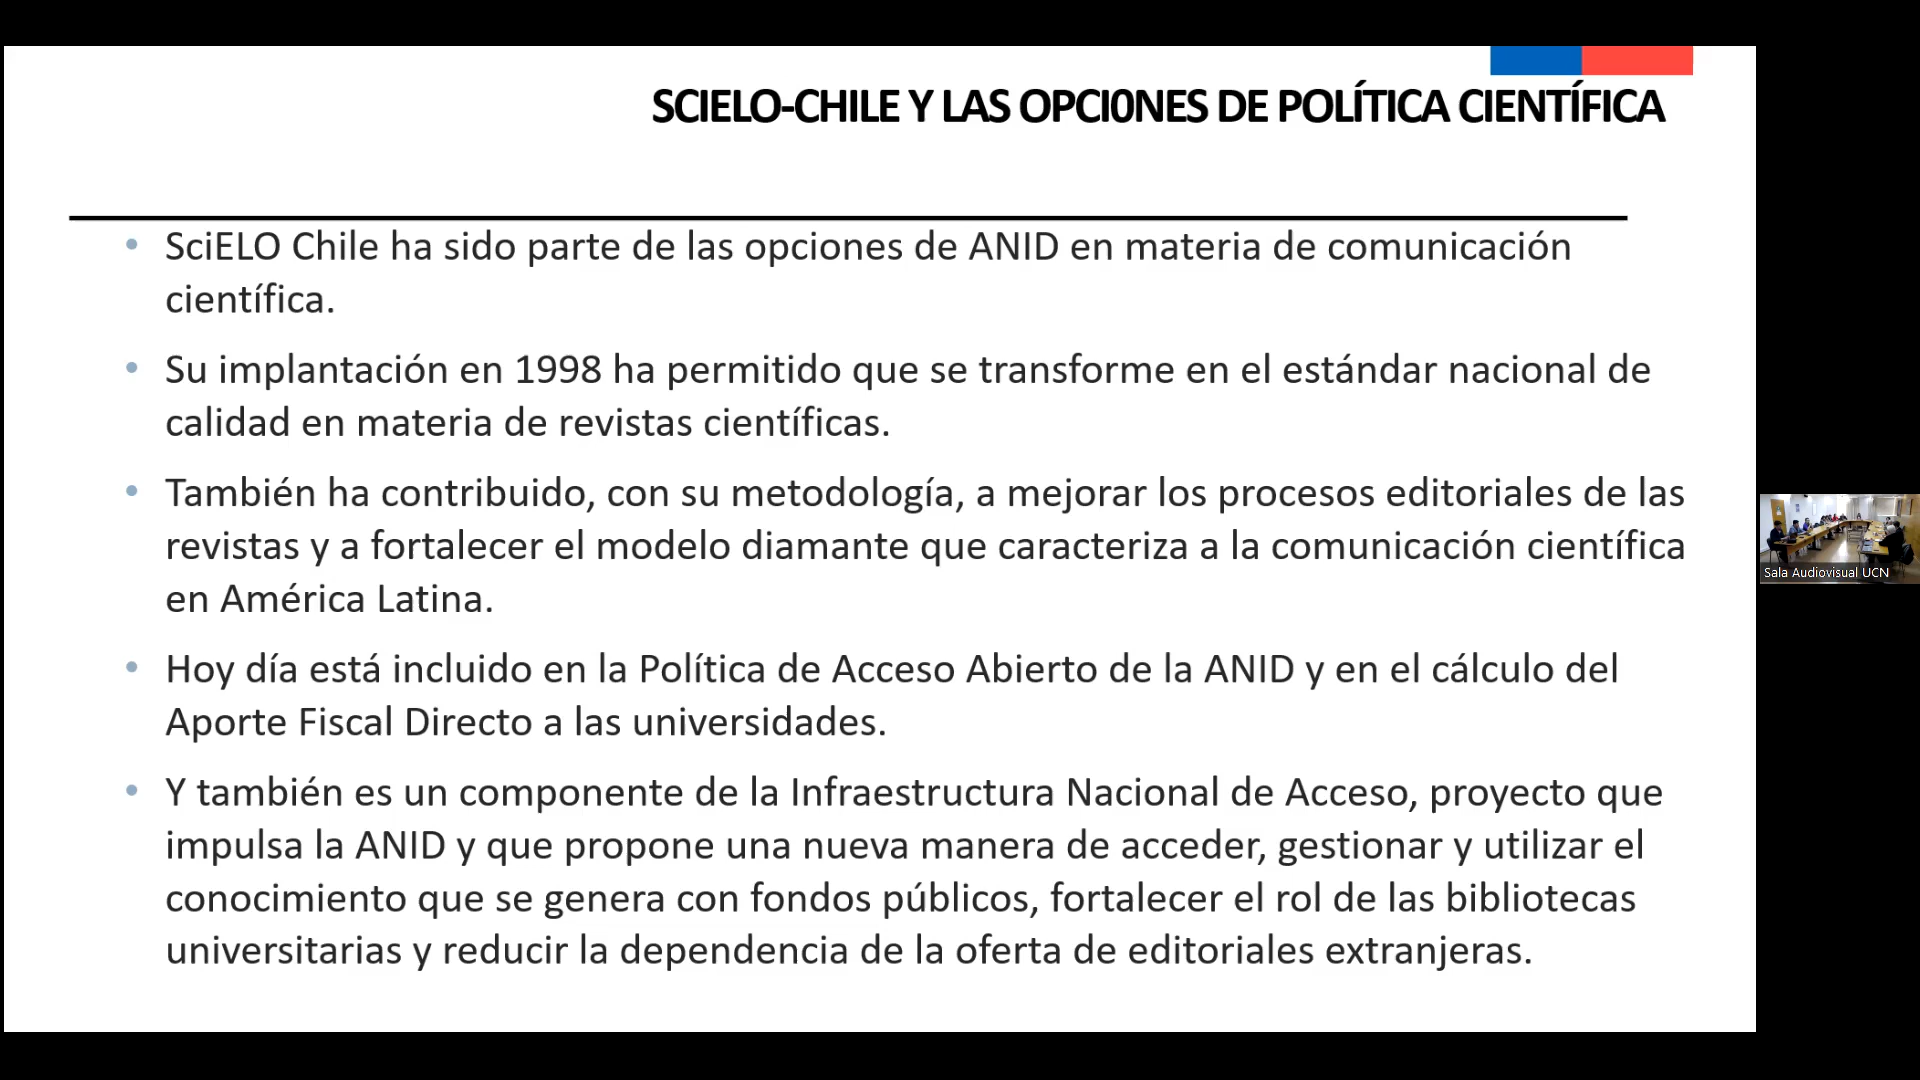 SCIELO-CHILE Y LAS OPCI0NES DE POLÍTICA CIENTÍFICA
• SciELO Chile ha sido parte de las opciones de ANID en materia de comunicación
científica.
• Su implantación en 1998 ha permitido que se transforme en el estándar nacional de
calidad en materia de revistas científicas.
• También ha contribuido, con su metodología, a mejorar los procesos editoriales de las
revistas y a fortalecer el modelo diamante que caracteriza a la comunicación científica
en América Latina.
• Hoy día está incluido en la Política de Acceso Abierto de la ANID y en el cálculo del
Aporte Fiscal Directo a las universidades.
• Y también es un componente de la Infraestructura Nacional de Acceso, proyecto que
impulsa la ANID y que propone una nueva manera de acceder, gestionar y utilizar el
conocimiento que se genera con fondos públicos, fortalecer el rol de las bibliotecas
universitarias y reducir la dependencia de la oferta de editoriales extranjeras.
Sala Audiovisual UCN